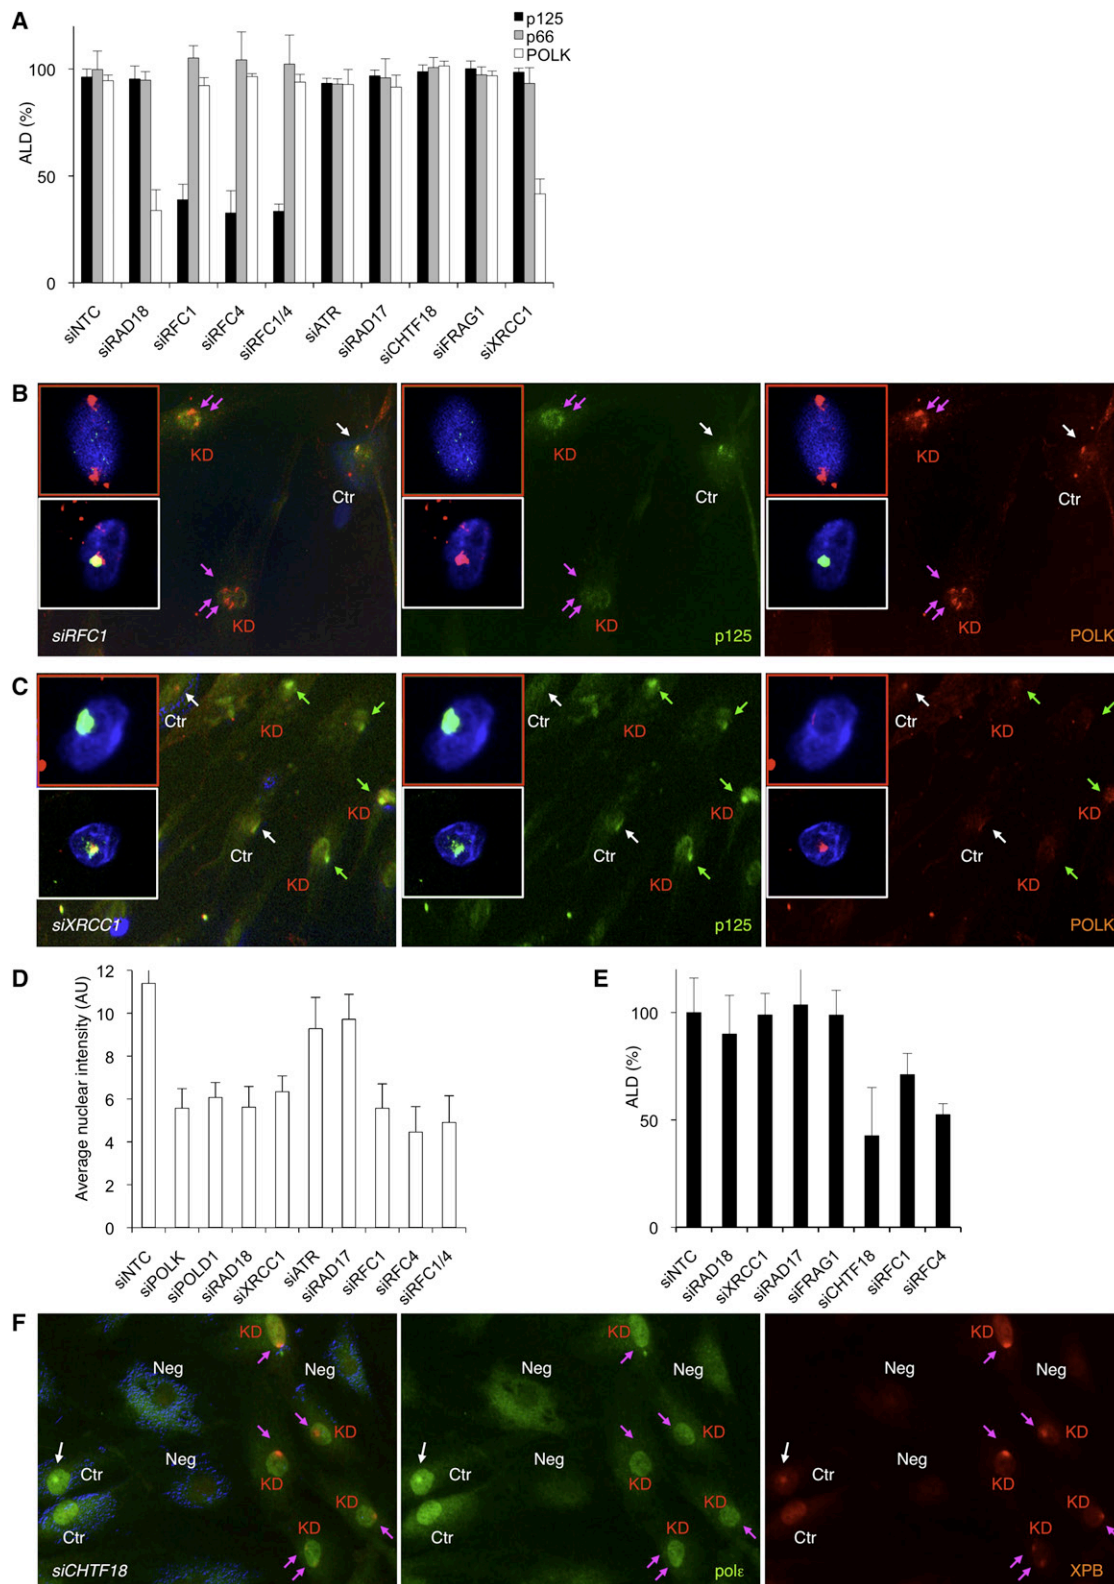 A
p125
p66
POLK
ALD (%)
100
50
0
siNTC
siRAD18
siRFC1
siRFC4
siRFC1/4
siATR
siRAD17
siCHTF18
siFRAG1
siXRCC1
B
KD
Ctr
KD
siRFC1
KD
Ctr
KD
p125
KD
Ctr
KD
POLK
C
Ctr
KD
KD
Ctr
KD
siXRCC1
Ctr
KD
KD
Ctr
KD
p125
Ctr
KD
KD
Ctr
KD
POLK
D
Average nuclear intensity (AU)
12
10
8
6
4
2
0
siNTC
siPOLK
siPOLD1
siRAD18
siXRCC1
siATR
siRAD17
siRFC1
siRFC4
siRFC1/4
E
ALD (%)
100
50
0
siNTC
siRAD18
siXRCC1
siRAD17
siFRAG1
siCHTF18
siRFC1
siRFC4
F
KD
Neg
Neg
KD
Neg
Ctr
KD
KD
Ctr
KD
siCHTF18
KD
Neg
Neg
KD
Neg
Ctr
KD
KD
Ctr
KD
polε
KD
Neg
Neg
KD
Neg
Ctr
KD
KD
Ctr
KD
XPB